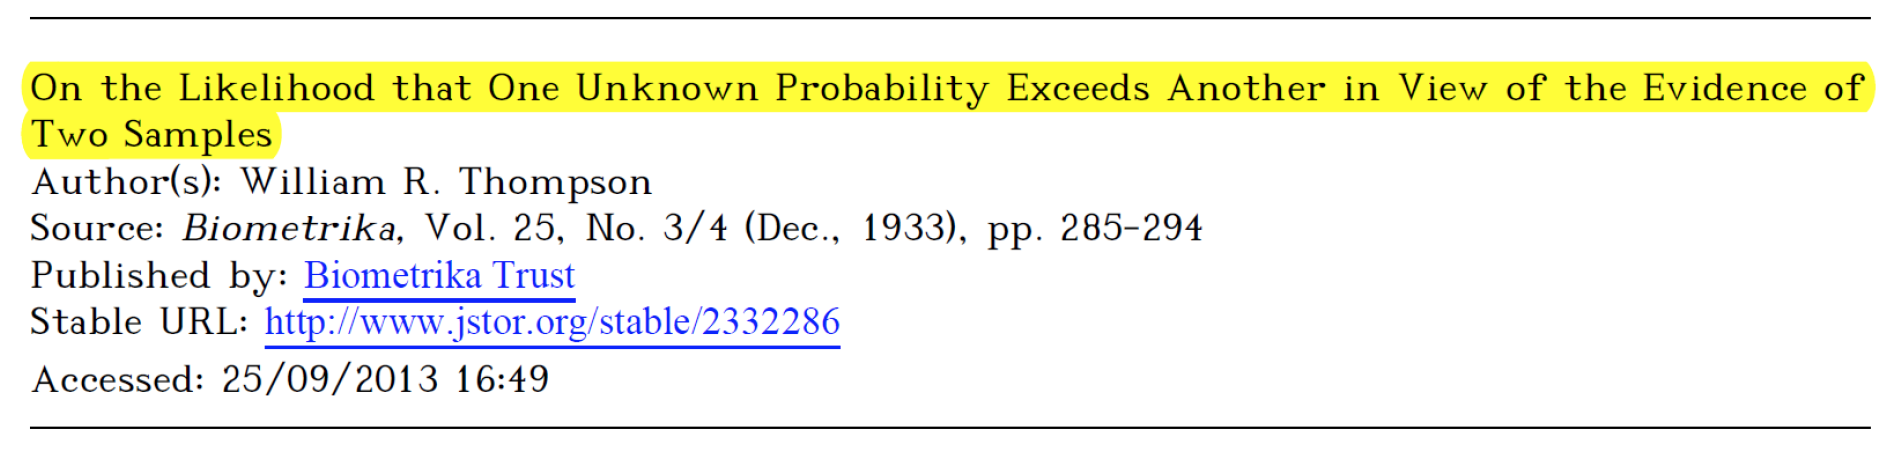 On the Likelihood that One Unknown Probability Exceeds Another in View of the Evidence of
Two Samples
Author(s): William R. Thompson
Source: Biometrika, Vol. 25, No. 3/4 (Dec., 1933), pp. 285-294
Published by: Biometrika Trust
Stable URL: http://www.jstor.org/stable/2332286
Accessed: 25/09/2013 16:49